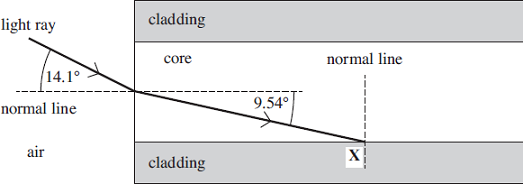 cladding
light ray
core
normal line
14.1°
9.54°
normal line
air
X
cladding